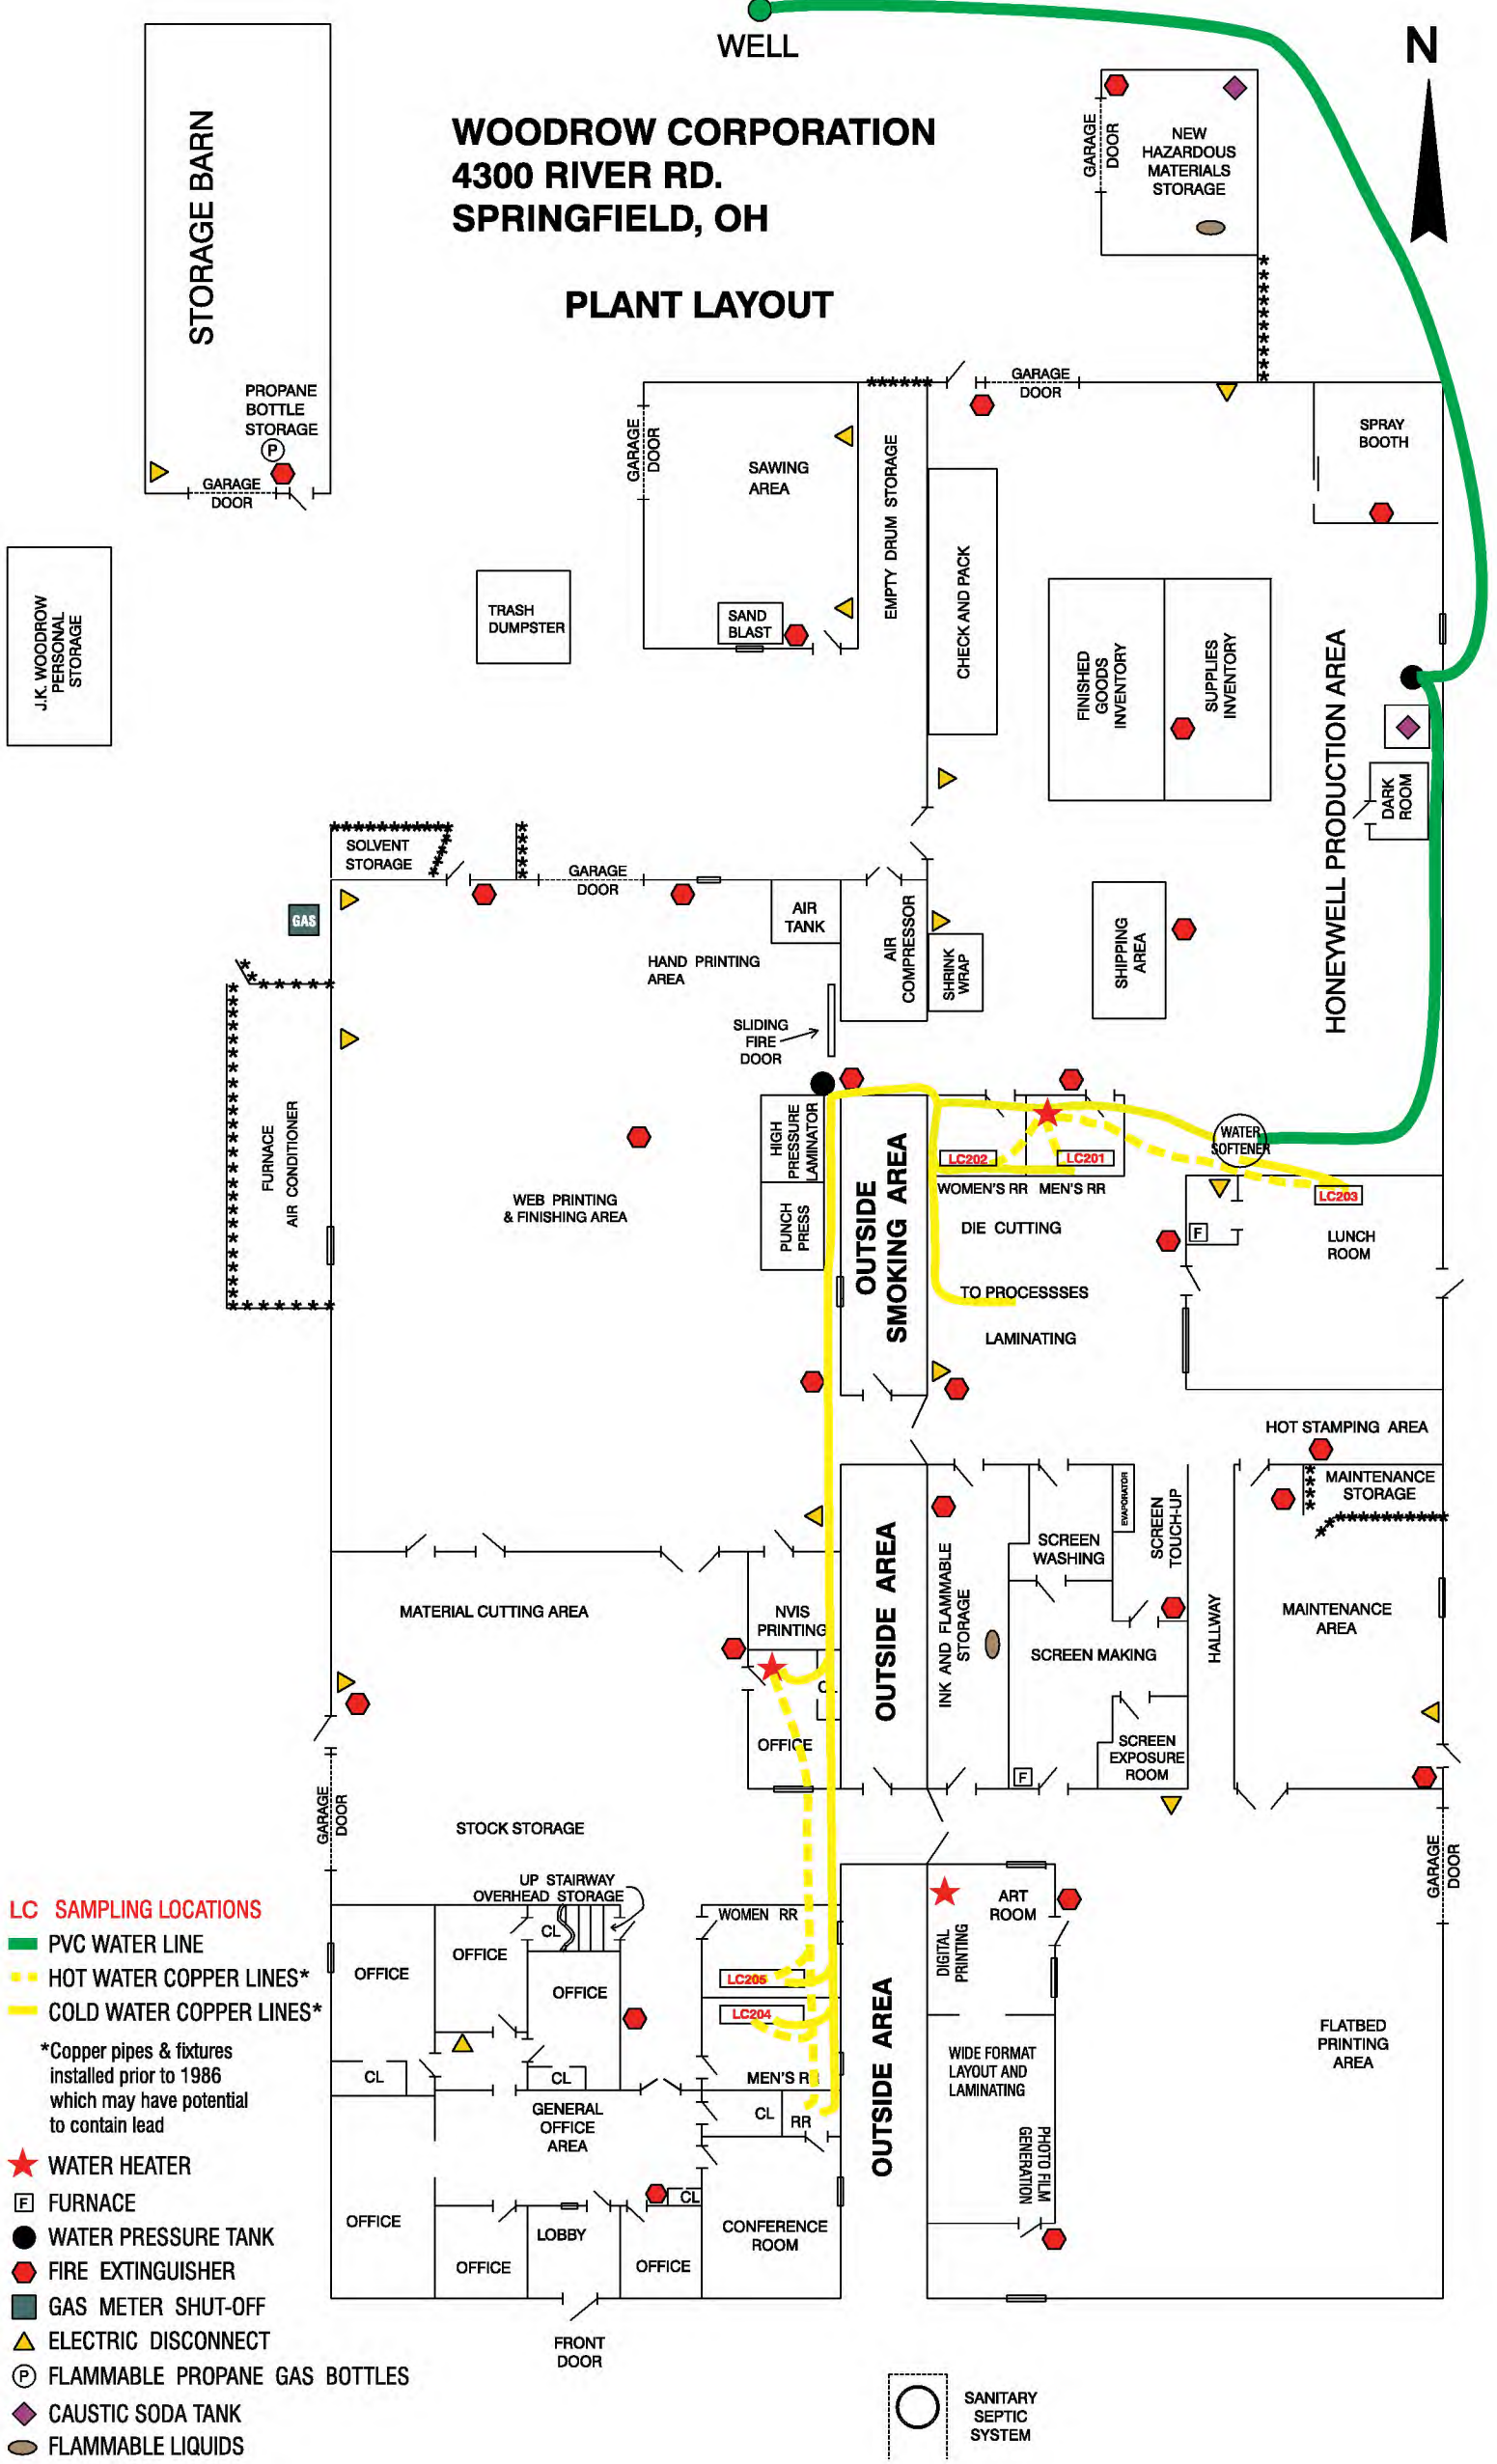 WELL
N
WOODROW CORPORATION
4300 RIVER RD.
SPRINGFIELD, OH
PLANT LAYOUT
STORAGE BARN
PROPANE
BOTTLE
STORAGE
P
GARAGE
DOOR
GARAGE
DOOR
NEW
HAZARDOUS
MATERIALS
STORAGE
J.K. WOODROW
PERSONAL
STORAGE
TRASH
DUMPSTER
GARAGE
DOOR
SAWING
AREA
SAND
BLAST
EMPTY DRUM STORAGE
GARAGE
DOOR
SPRAY
BOOTH
CHECK AND PACK
FINISHED
GOODS
INVENTORY
SUPPLIES
INVENTORY
HONEYWELL PRODUCTION AREA
DARK
ROOM
SOLVENT
STORAGE
GARAGE
DOOR
GAS
AIR
TANK
AIR
COMPRESSOR
SHRINK
WRAP
SHIPPING
AREA
HAND PRINTING
AREA
SLIDING
FIRE
DOOR
FURNACE
AIR CONDITIONER
HIGH
PRESSURE
LAMINATOR
PUNCH
PRESS
WEB PRINTING
& FINISHING AREA
OUTSIDE
SMOKING AREA
LC202
LC201
WOMEN'S RR
MEN'S RR
WATER
SOFTENER
LC203
DIE CUTTING
F
LUNCH
ROOM
TO PROCESSSES
LAMINATING
HOT STAMPING AREA
MAINTENANCE
STORAGE
MATERIAL CUTTING AREA
NVIS
PRINTING
CL
OFFICE
OUTSIDE AREA
INK AND FLAMMABLE
STORAGE
SCREEN
WASHING
EVAPORATOR
SCREEN
TOUCH-UP
SCREEN MAKING
SCREEN
EXPOSURE
ROOM
F
HALLWAY
MAINTENANCE
AREA
GARAGE
DOOR
GARAGE
DOOR
STOCK STORAGE
UP STAIRWAY
OVERHEAD STORAGE
CL
OFFICE
OFFICE
OFFICE
WOMEN RR
LC205
LC204
MEN'S RR
CL
CL
CL
RR
GENERAL
OFFICE
AREA
OFFICE
OFFICE
LOBBY
OFFICE
CL
CONFERENCE
ROOM
FRONT
DOOR
OUTSIDE AREA
DIGITAL
PRINTING
ART
ROOM
WIDE FORMAT
LAYOUT AND
LAMINATING
PHOTO FILM
GENERATION
FLATBED
PRINTING
AREA
SANITARY
SEPTIC
SYSTEM
LC SAMPLING LOCATIONS
PVC WATER LINE
HOT WATER COPPER LINES*
COLD WATER COPPER LINES*
*Copper pipes & fixtures
installed prior to 1986
which may have potential
to contain lead
WATER HEATER
F FURNACE
WATER PRESSURE TANK
FIRE EXTINGUISHER
GAS METER SHUT-OFF
ELECTRIC DISCONNECT
P FLAMMABLE PROPANE GAS BOTTLES
CAUSTIC SODA TANK
FLAMMABLE LIQUIDS